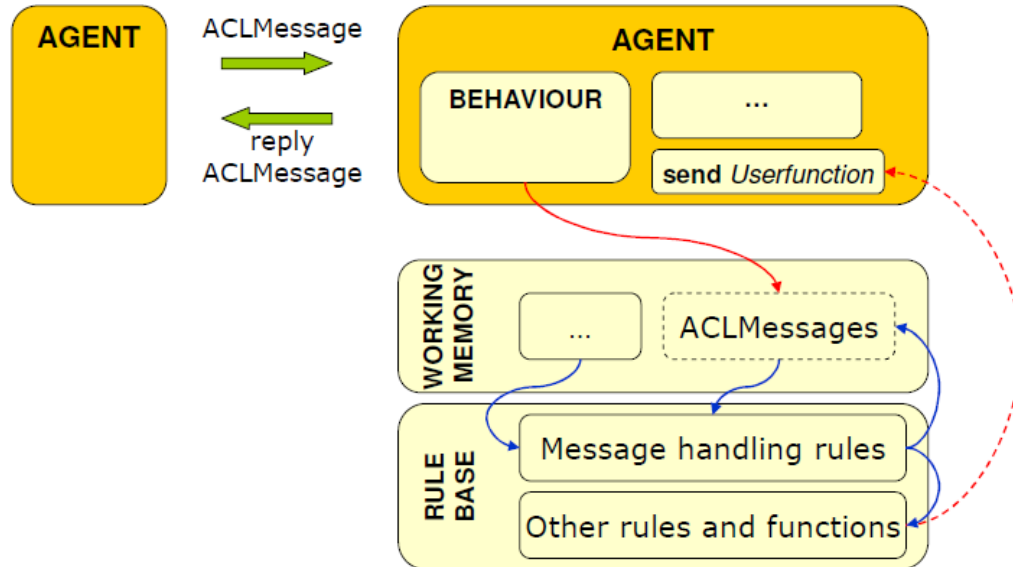 AGENT
ACLMessage
reply
ACLMessage
AGENT
BEHAVIOUR
...
send Userfunction
WORKING
MEMORY
...
ACLMessages
RULE
BASE
Message handling rules
Other rules and functions